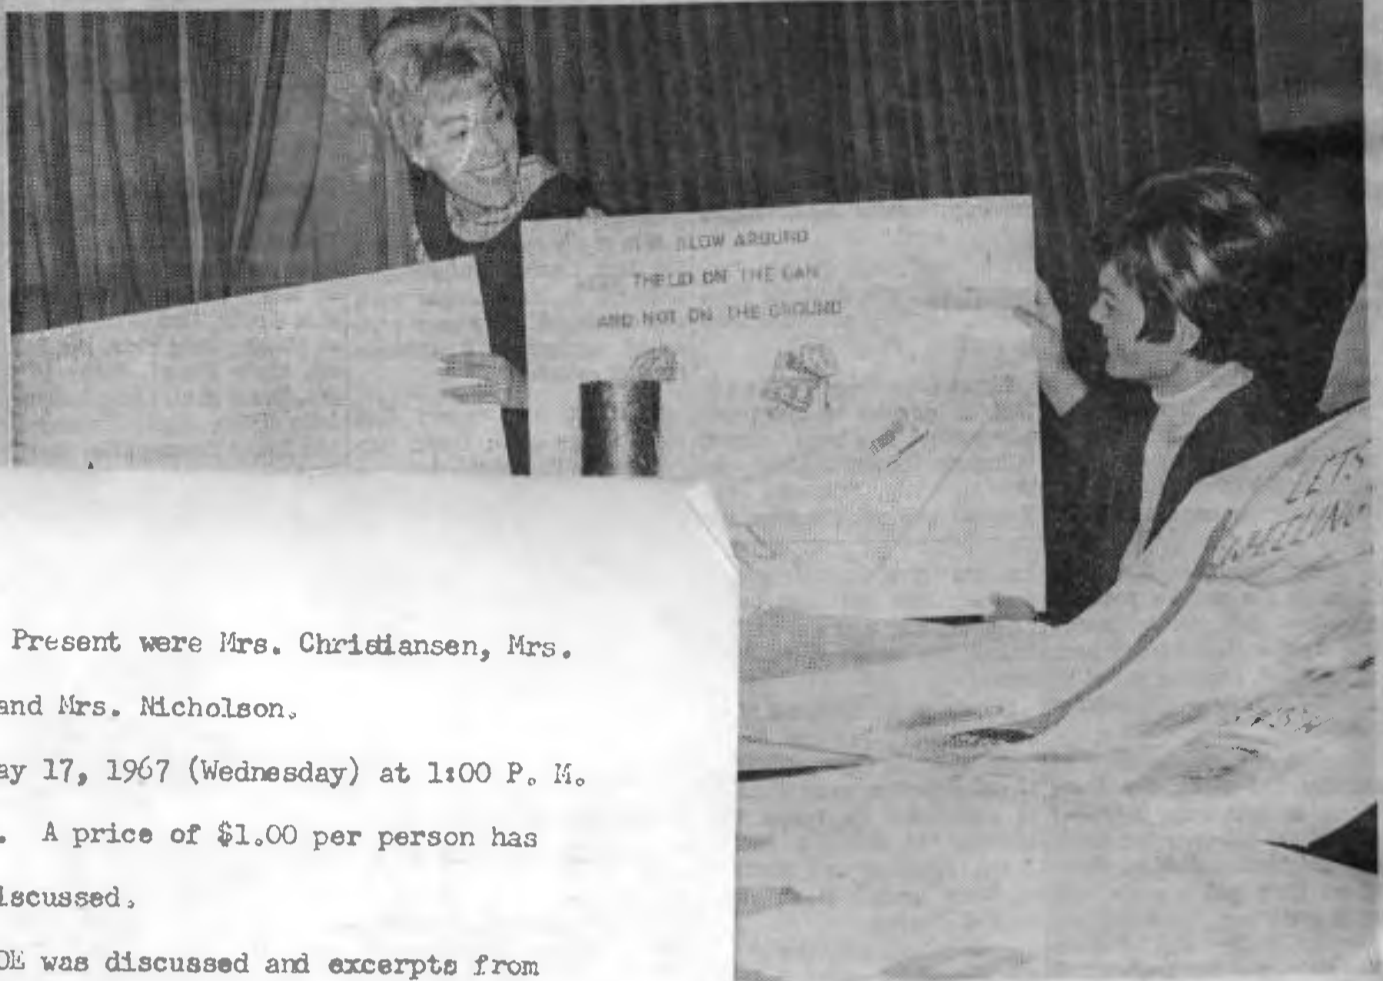 BLOW AROUND
THE LID ON THE CAN
AND NOT ON THE GROUND
LETS
Present were Mrs. Christiansen, Mrs.
and Mrs. Nicholson.
ay 17, 1967 (Wednesday) at 1:00 P. M.
. A price of $1.00 per person has
iscussed.
DE was discussed and excerpts from